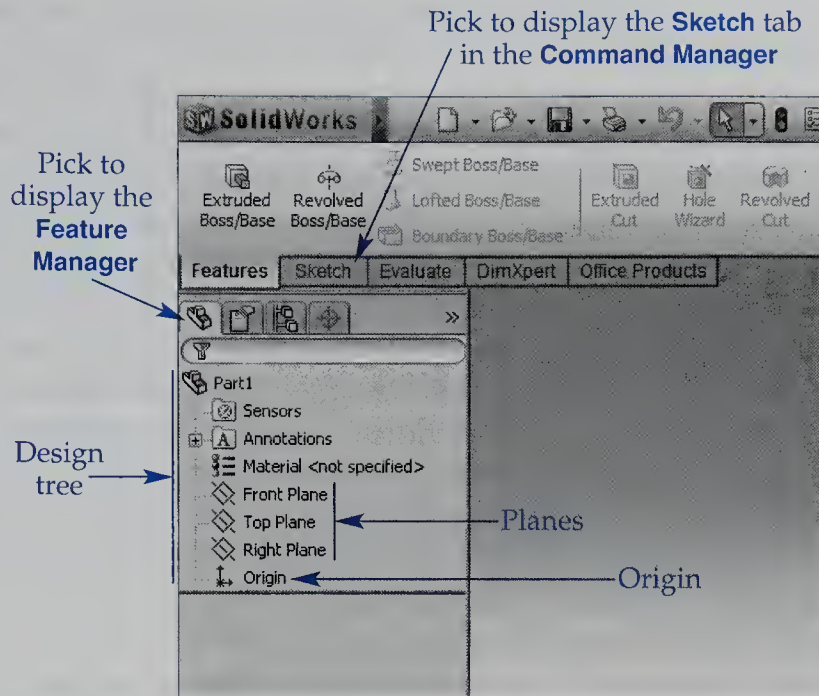 Pick to display the Sketch tab
in the Command Manager
SolidWorks
Pick to
display the
Feature
Manager
Extruded
Boss/Base
Revolved
Boss/Base
Swept Boss/Base
Lofted Boss/Base
Boundary Boss/Base
Extruded
Cut
Hole
Wizard
Revolved
Cut
Features Sketch Evaluate DimXpert Office Products
Part1
Sensors
A Annotations
Material <not specified>
Front Plane
Top Plane
Right Plane
Origin
Design
tree
Planes
Origin